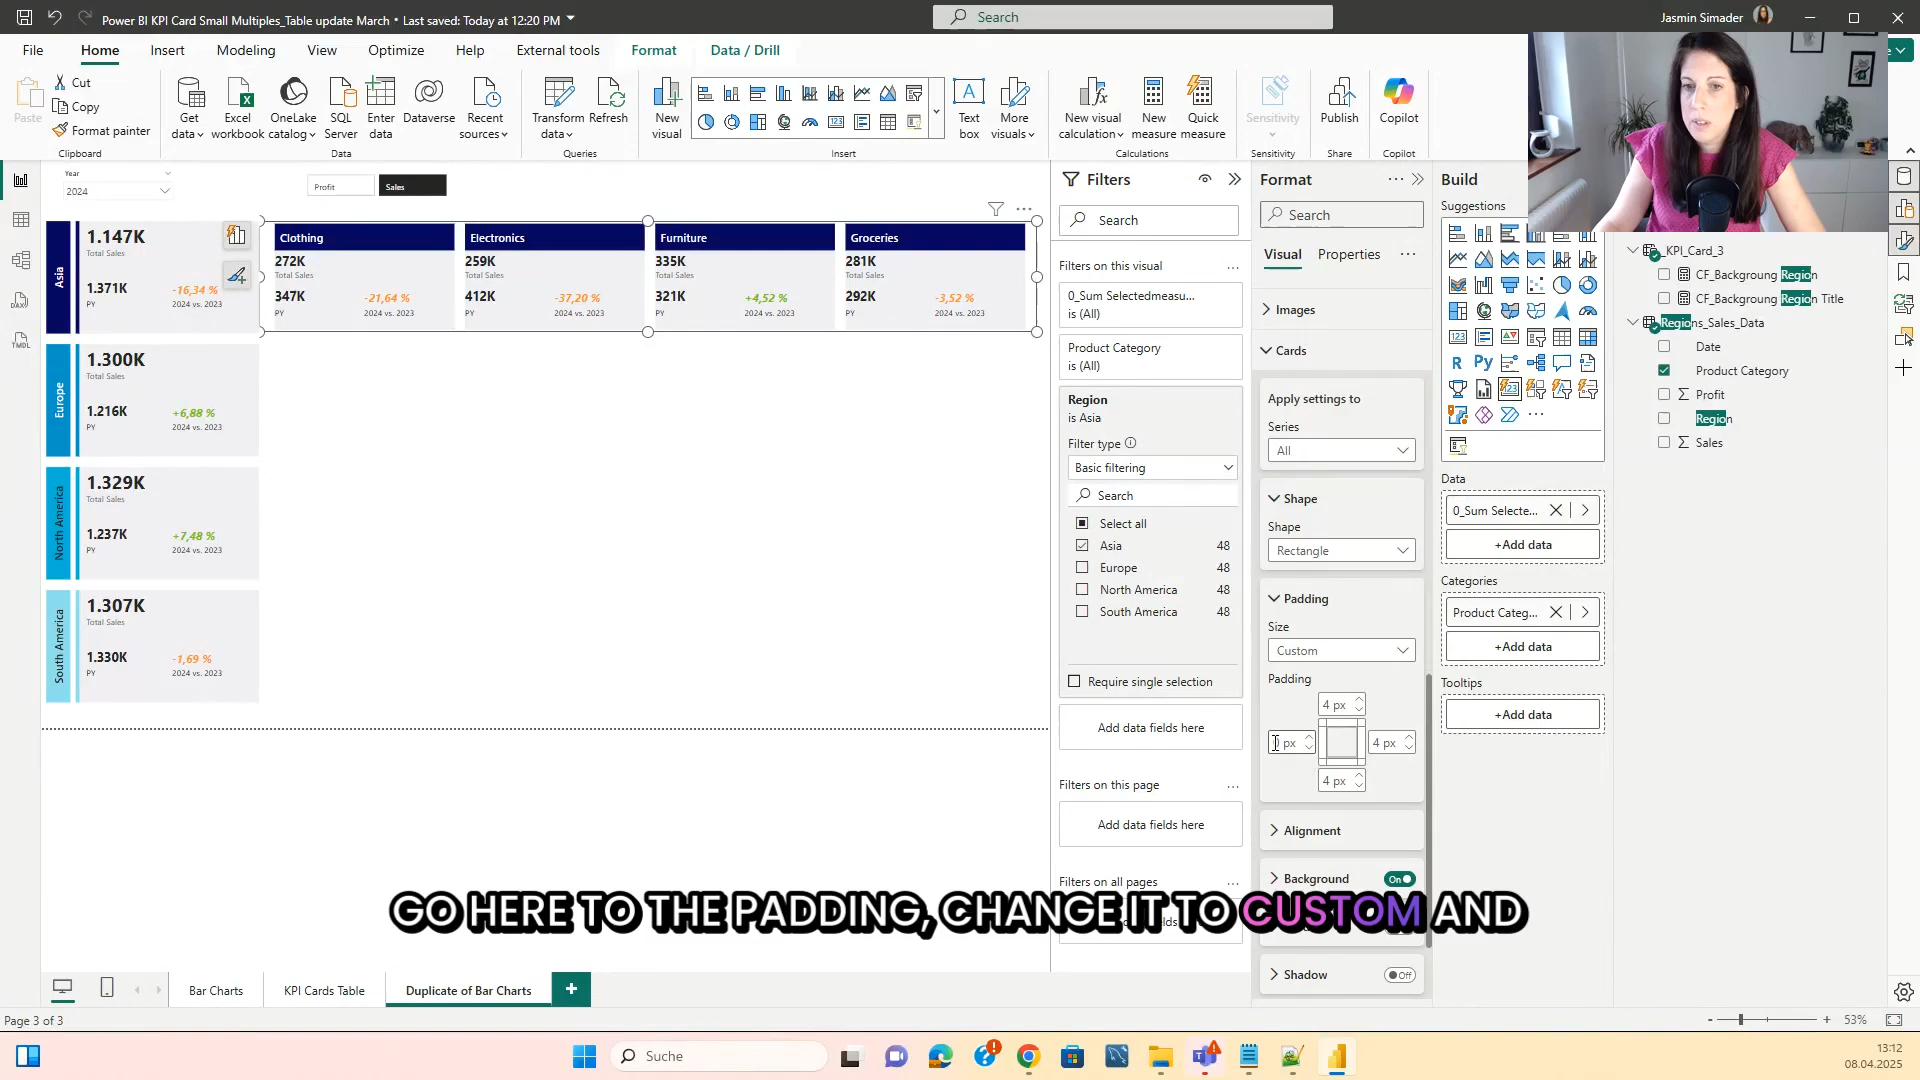 Power BI KPI Card Small Multiples_Table update March • Last saved: Today at 12:20 PM
Search
Jasmin Simader
File
Home
Insert
Modeling
View
Optimize
Help
External tools
Format
Data / Drill
Paste
Cut
Copy
Format painter
Clipboard
Get data
Excel workbook
OneLake catalog
SQL Server
Enter data
Dataverse
Recent sources
Data
Transform data
Refresh
Queries
New visual
Text box
More visuals
Insert
New visual calculation
New measure
Quick measure
Calculations
Sensitivity
Sensitivity
Publish
Share
Copilot
Copilot
Year
2024
Profit
Sales
Asia
1.147K
Total Sales
1.371K
PY
-16,34 %
2024 vs. 2023
Clothing
272K
Total Sales
347K
PY
-21,64 %
2024 vs. 2023
Electronics
259K
Total Sales
412K
PY
-37,20 %
2024 vs. 2023
Furniture
335K
Total Sales
321K
PY
+4,52 %
2024 vs. 2023
Groceries
281K
Total Sales
292K
PY
-3,52 %
2024 vs. 2023
Europe
1.300K
Total Sales
1.216K
PY
+6,88 %
2024 vs. 2023
North America
1.329K
Total Sales
1.237K
PY
+7,48 %
2024 vs. 2023
South America
1.307K
Total Sales
1.330K
PY
-1,69 %
2024 vs. 2023
Filters
Search
Filters on this visual
0_Sum Selectedmeasu...
is (All)
Product Category
is (All)
Region
is Asia
Filter type
Basic filtering
Search
Select all
Asia 48
Europe 48
North America 48
South America 48
Require single selection
Add data fields here
Filters on this page
Add data fields here
Filters on all pages
Format
Search
Visual
Properties
Images
Cards
Apply settings to
Series
All
Shape
Shape
Rectangle
Padding
Size
Custom
Padding
4 px
px
4 px
4 px
Alignment
Background
On
Shadow
Off
Build
Suggestions
R
Py
123
Data
0_Sum Selecte...
+Add data
Categories
Product Categ...
+Add data
Tooltips
+Add data
_KPI_Card_3
CF_Backgroung Region
CF_Backgroung Region Title
Regions_Sales_Data
Date
Product Category
Profit
Region
Sales
GO HERE TO THE PADDING, CHANGE IT TO CUSTOM AND
Bar Charts
KPI Cards Table
Duplicate of Bar Charts
Page 3 of 3
53%
Suche
13:12
08.04.2025